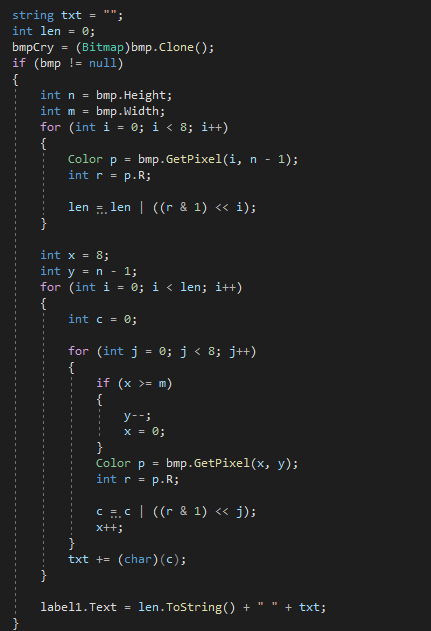 string txt = "";
int len = 0;
bmpCry = (Bitmap)bmp.Clone();
if (bmp != null)
{
    int n = bmp.Height;
    int m = bmp.Width;
    for (int i = 0; i < 8; i++)
    {
        Color p = bmp.GetPixel(i, n - 1);
        int r = p.R;

        len = len | ((r & 1) << i);
    }

    int x = 8;
    int y = n - 1;
    for (int i = 0; i < len; i++)
    {
        int c = 0;

        for (int j = 0; j < 8; j++)
        {
            if (x >= m)
            {
                y--;
                x = 0;
            }
            Color p = bmp.GetPixel(x, y);
            int r = p.R;

            c = c | ((r & 1) << j);
            x++;
        }
        txt += (char)(c);
    }

    label1.Text = len.ToString() + " " + txt;
}